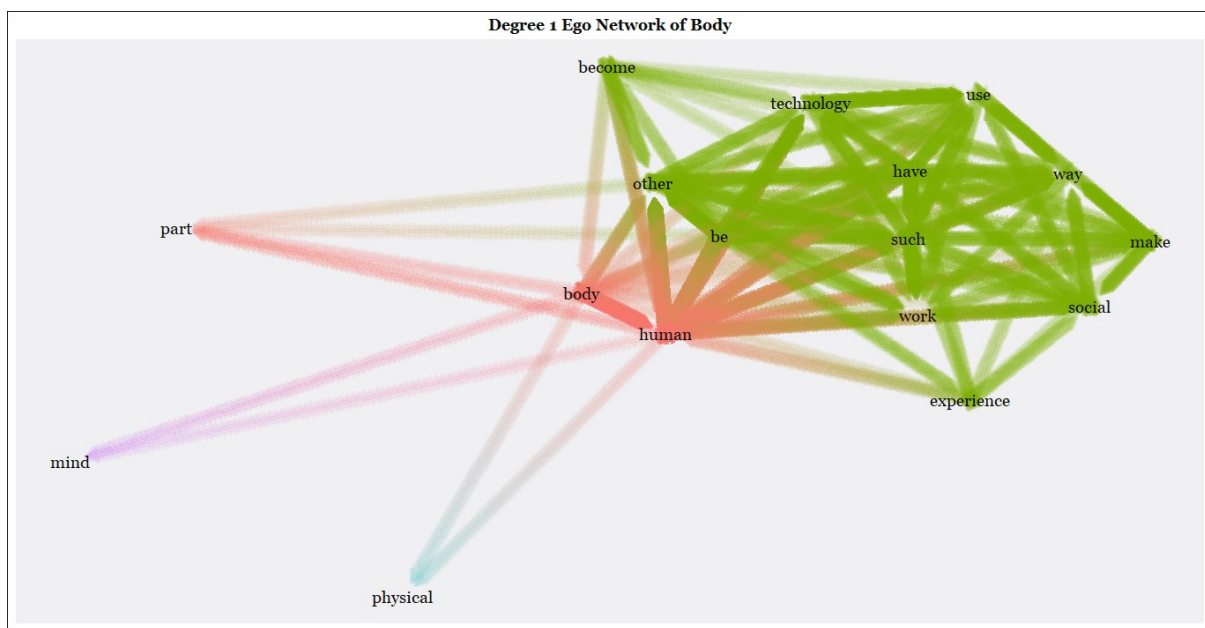 Degree 1 Ego Network of Body
become
technology
use
have
way
other
part
be
such
make
body
social
work
human
experience
mind
physical